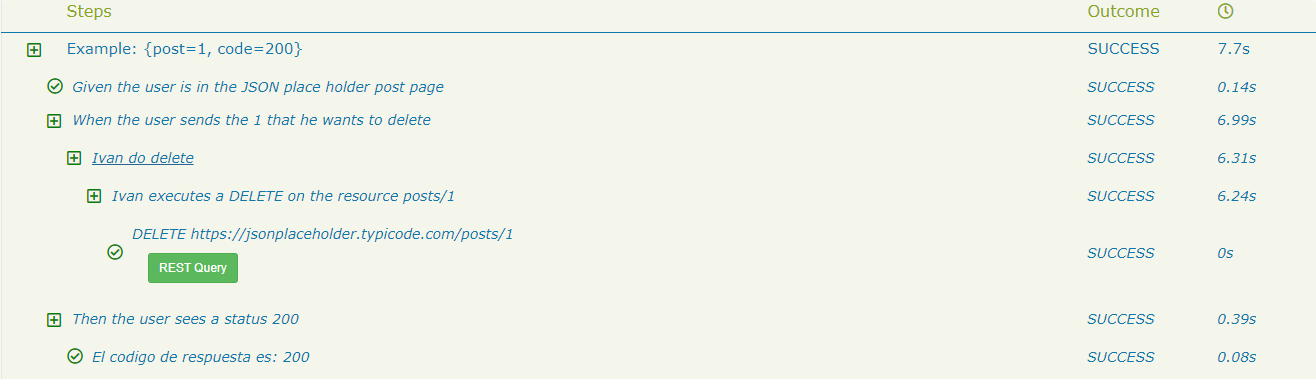 Steps Outcome
Example: {post=1, code=200} SUCCESS 7.7s
Given the user is in the JSON place holder post page SUCCESS 0.14s
When the user sends the 1 that he wants to delete SUCCESS 6.99s
Ivan do delete SUCCESS 6.31s
Ivan executes a DELETE on the resource posts/1 SUCCESS 6.24s
DELETE https://jsonplaceholder.typicode.com/posts/1
SUCCESS 0s
REST Query
Then the user sees a status 200 SUCCESS 0.39s
El codigo de respuesta es: 200 SUCCESS 0.08s